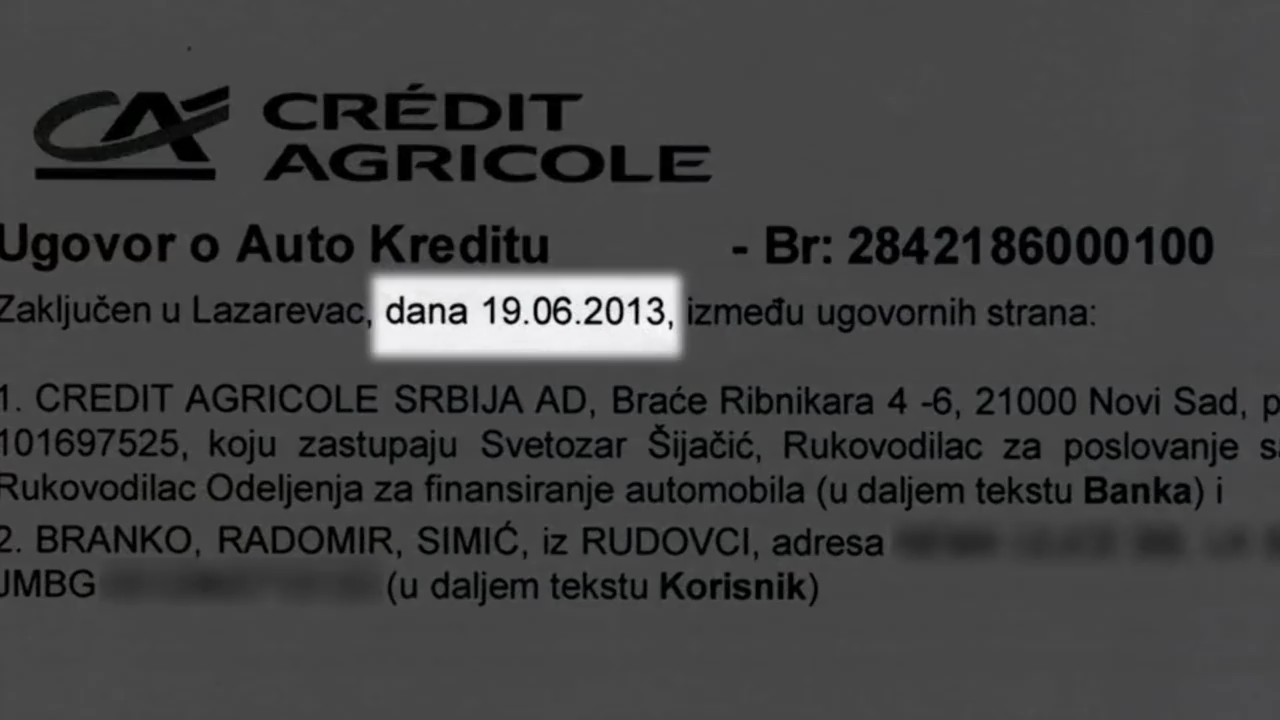 CRÉDIT
AGRICOLE
Ugovor o Auto Kreditu - Br: 2842186000100
Zaključen u Lazarevac, dana 19.06.2013, između ugovornih strana:
1. CREDIT AGRICOLE SRBIJA AD, Braće Ribnikara 4 -6, 21000 Novi Sad, p
101697525, koju zastupaju Svetozar Šijačić, Rukovodilac za poslovanje s
Rukovodilac Odeljenja za finansiranje automobila (u daljem tekstu Banka) i
2. BRANKO, RADOMIR, SIMIĆ, iz RUDOVCI, adresa
JMBG (u daljem tekstu Korisnik)